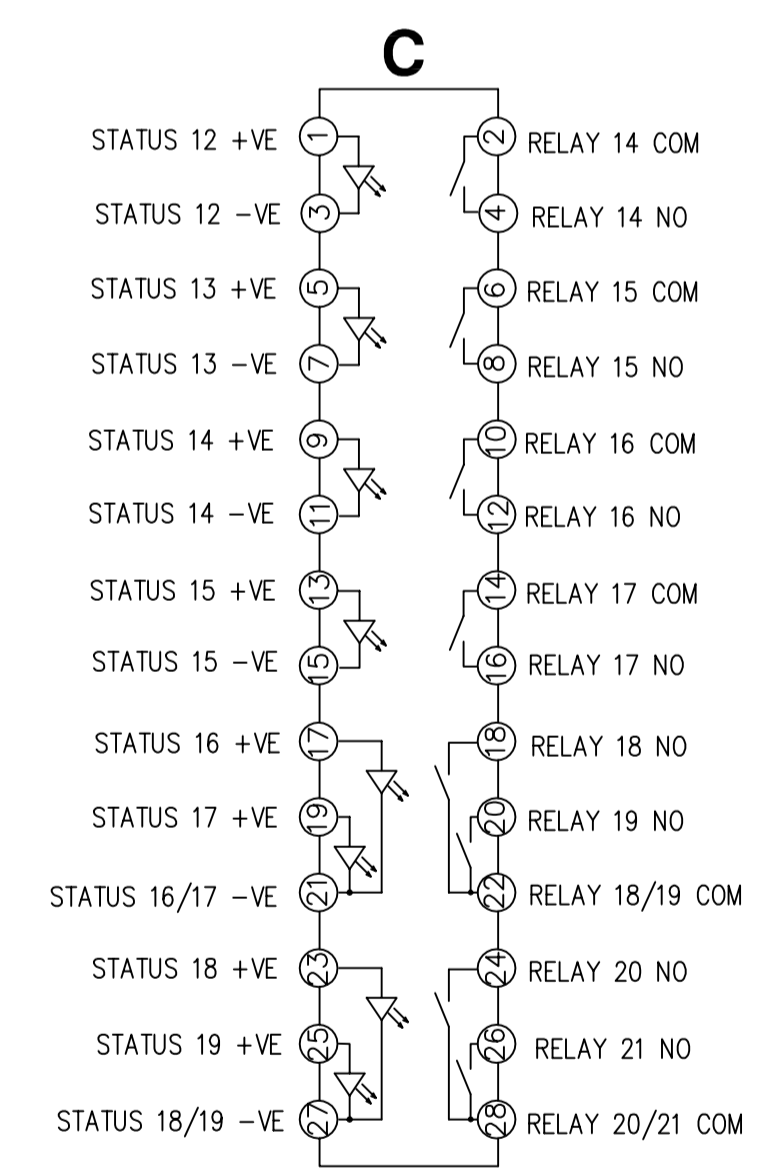 C
STATUS 12 +VE 1 2 RELAY 14 COM
STATUS 12 -VE 3 4 RELAY 14 NO
STATUS 13 +VE 5 6 RELAY 15 COM
STATUS 13 -VE 7 8 RELAY 15 NO
STATUS 14 +VE 9 10 RELAY 16 COM
STATUS 14 -VE 11 12 RELAY 16 NO
STATUS 15 +VE 13 14 RELAY 17 COM
STATUS 15 -VE 15 16 RELAY 17 NO
STATUS 16 +VE 17 18 RELAY 18 NO
STATUS 17 +VE 19 20 RELAY 19 NO
STATUS 16/17 -VE 21 22 RELAY 18/19 COM
STATUS 18 +VE 23 24 RELAY 20 NO
STATUS 19 +VE 25 26 RELAY 21 NO
STATUS 18/19 -VE 27 28 RELAY 20/21 COM